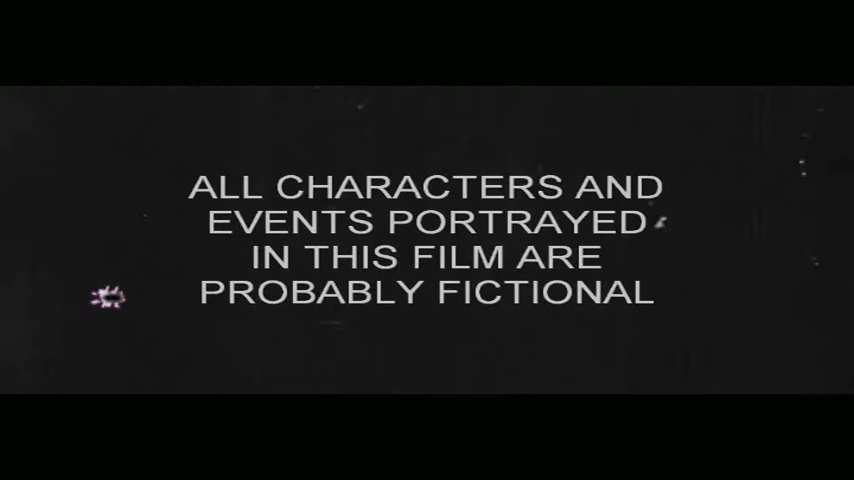 ALL CHARACTERS AND
EVENTS PORTRAYED
IN THIS FILM ARE
PROBABLY FICTIONAL